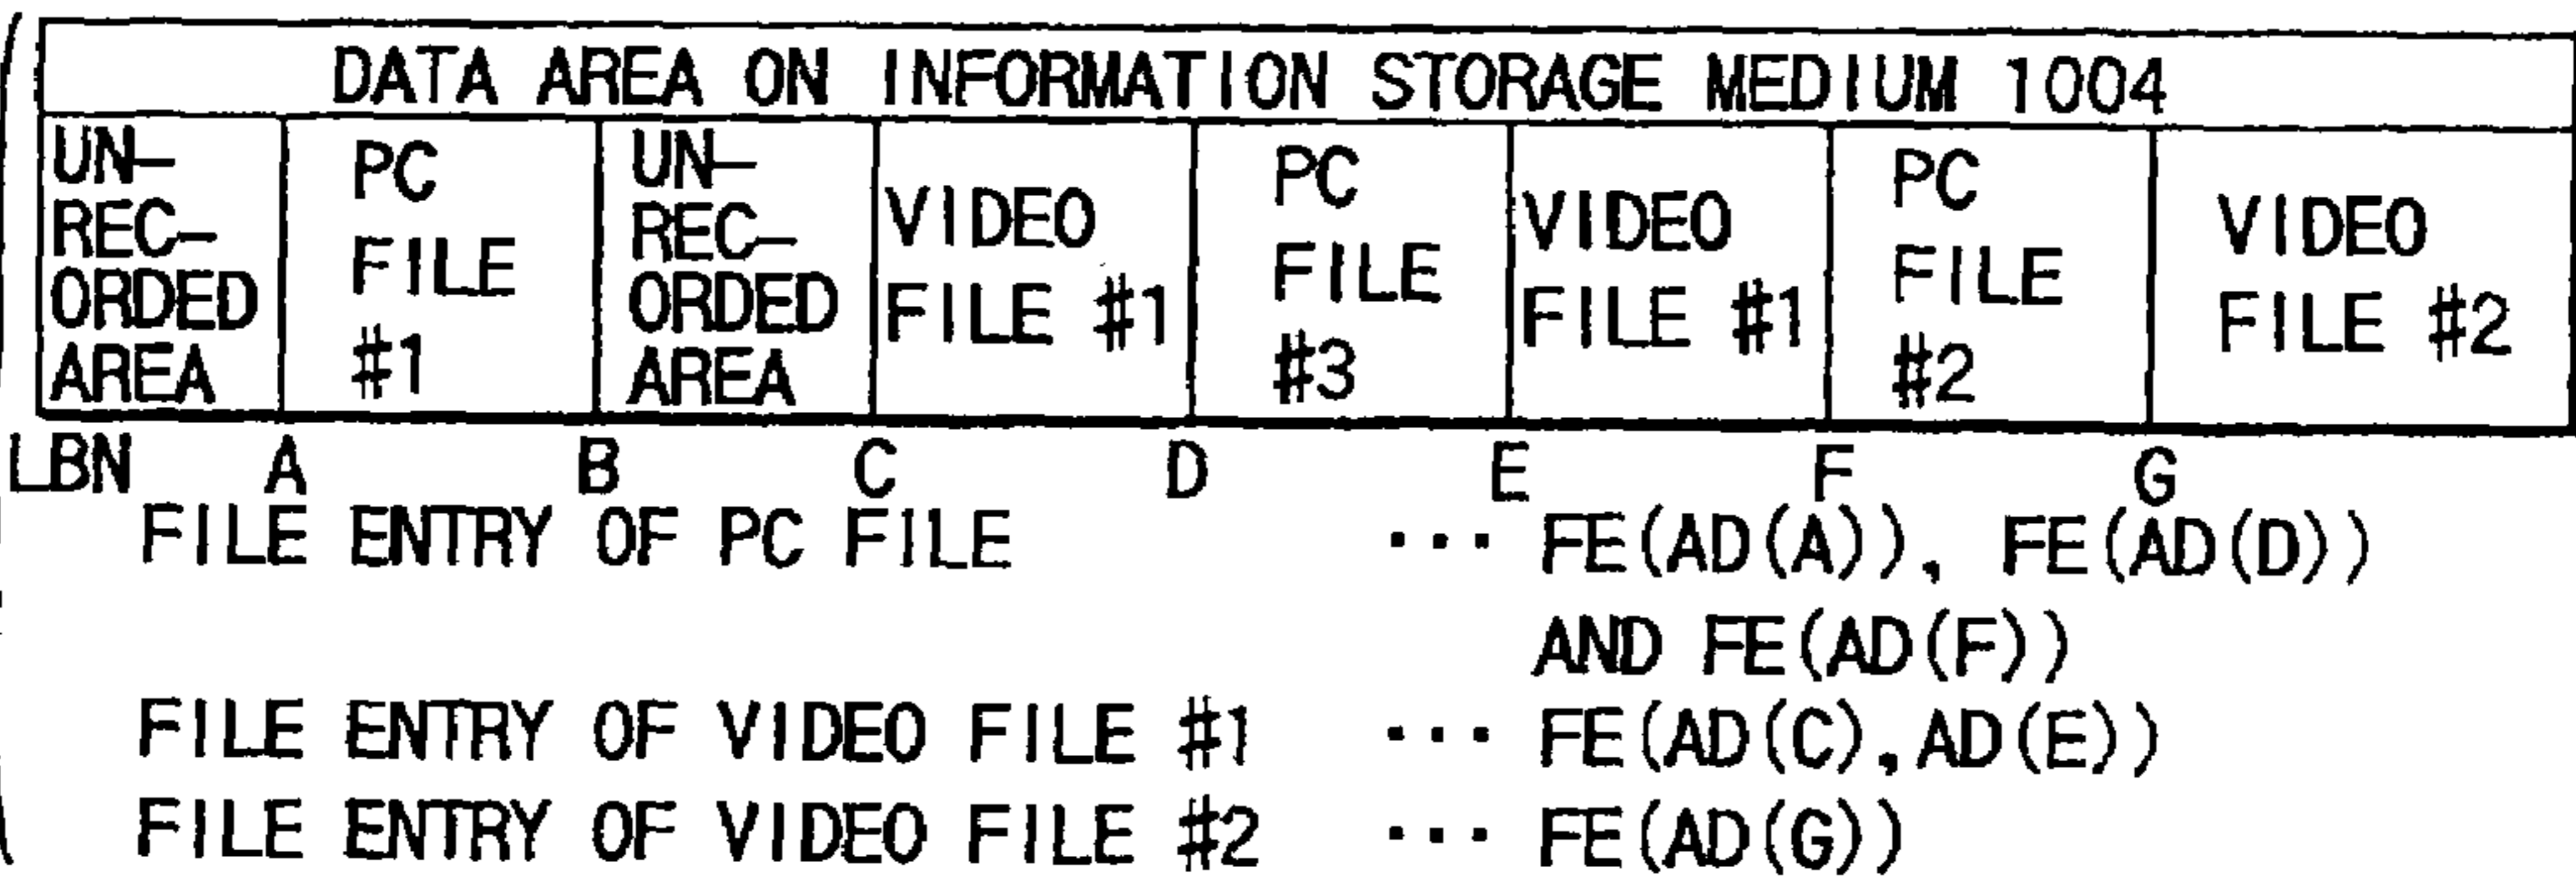 DATA AREA ON INFORMATION STORAGE MEDIUM 1004
UN-
REC-
ORDED
AREA
PC
FILE
#1
UN-
REC-
ORDED
AREA
VIDEO
FILE #1
PC
FILE
#3
VIDEO
FILE #1
PC
FILE
#2
VIDEO
FILE #2
LBN A B C D E F G
FILE ENTRY OF PC FILE ··· FE(AD(A)), FE(AD(D))
AND FE(AD(F))
FILE ENTRY OF VIDEO FILE #1 ··· FE(AD(C),AD(E))
FILE ENTRY OF VIDEO FILE #2 ··· FE(AD(G))